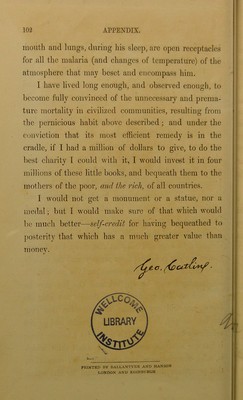 102 APPENDIX.
mouth and lungs, during his sleep, are open receptacles
for all the malaria (and changes of temperature) of the
atmosphere that may beset and encompass him.
I have lived long enough, and observed enough, to
become fully convinced of the unnecessary and prema-
ture mortality in civilized communities, resulting from
the pernicious habit above described; and under the
conviction that its most efficient remedy is in the
cradle, if I had a million of dollars to give, to do the
best charity I could with it, I would invest it in four
millions of these little books, and bequeath them to the
mothers of the poor, and the rich, of all countries.
I would not get a monument or a statue, nor a
medal; but I would make sure of that which would
be much better—self-credit for having bequeathed to
posterity that which has a much greater value than
money.
Geo. Catlin.
WELLCOME
LIBRARY
INSTITUTE
PRINTED BY BALLANTYNE AND HANSON
LONDON AND EDINBURGH